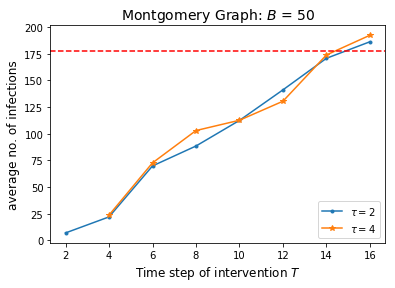 Montgomery Graph: B = 50
average no. of infections
200
175
150
125
100
75
50
25
0
2 4 6 8 10 12 14 16
Time step of intervention T
τ = 2
τ = 4